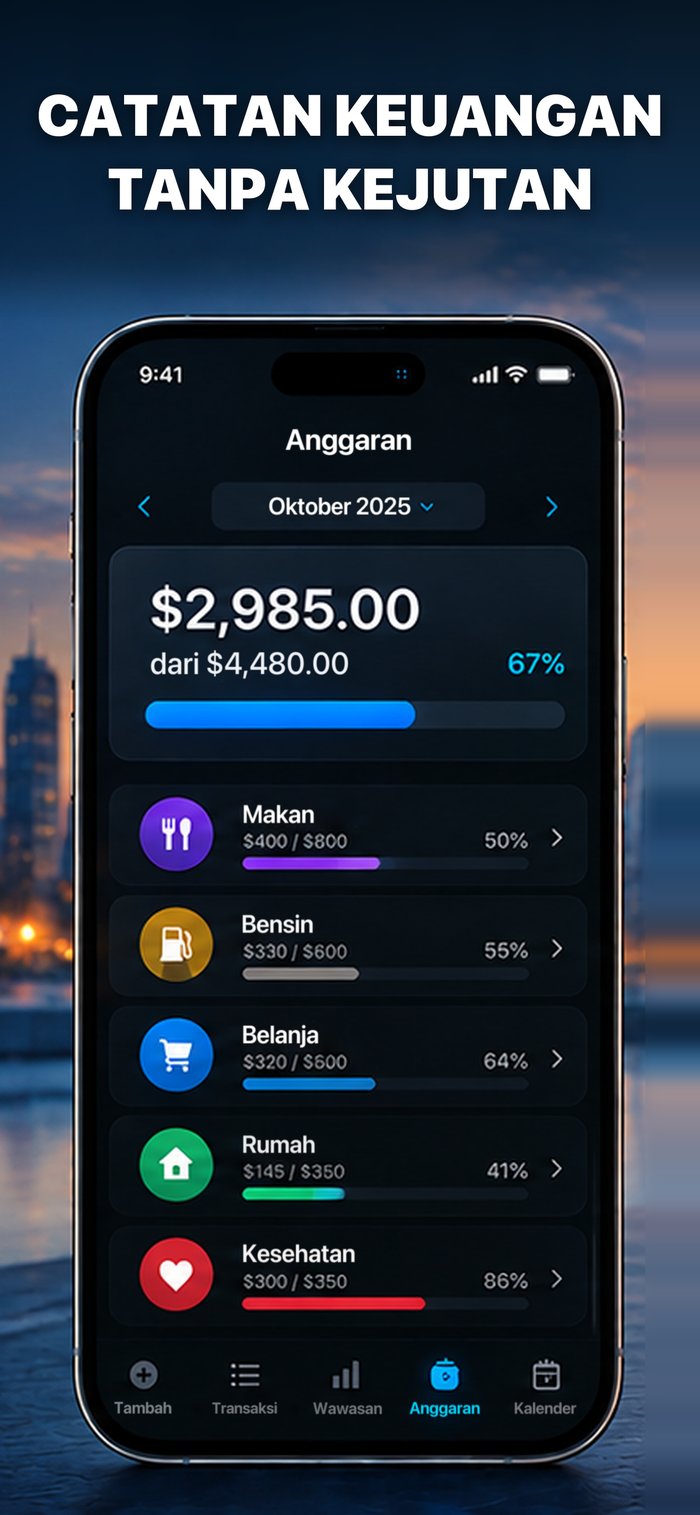 CATATAN KEUANGAN
TANPA KEJUTAN
9:41
Anggaran
Oktober 2025
$2,985.00
dari $4,480.00
67%
Makan
$400 / $800
50%
Bensin
$330 / $600
55%
Belanja
$320 / $600
64%
Rumah
$145 / $350
41%
Kesehatan
$300 / $350
86%
Tambah
Transaksi
Wawasan
Anggaran
Kalender